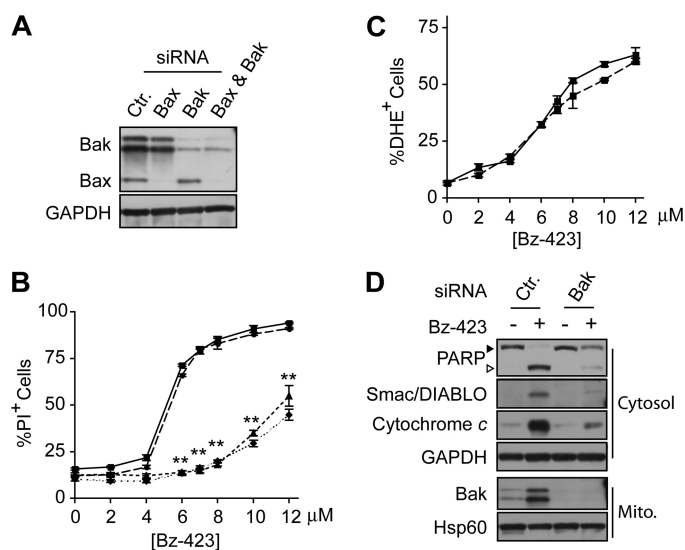 A
siRNA
Ctr.
Bax
Bak
Bax & Bak
Bak
Bax
GAPDH
B
%PI+ Cells
100
75
50
25
0
** ** ** ** **
0 2 4 6 8 10 12 μM
[Bz-423]
C
%DHE+ Cells
75
50
25
0
0 2 4 6 8 10 12 μM
[Bz-423]
D
siRNA Ctr. Bak
Bz-423 - + - +
PARP
Smac/DIABLO
Cytochrome c
GAPDH
Cytosol
Bak
Hsp60
Mito.